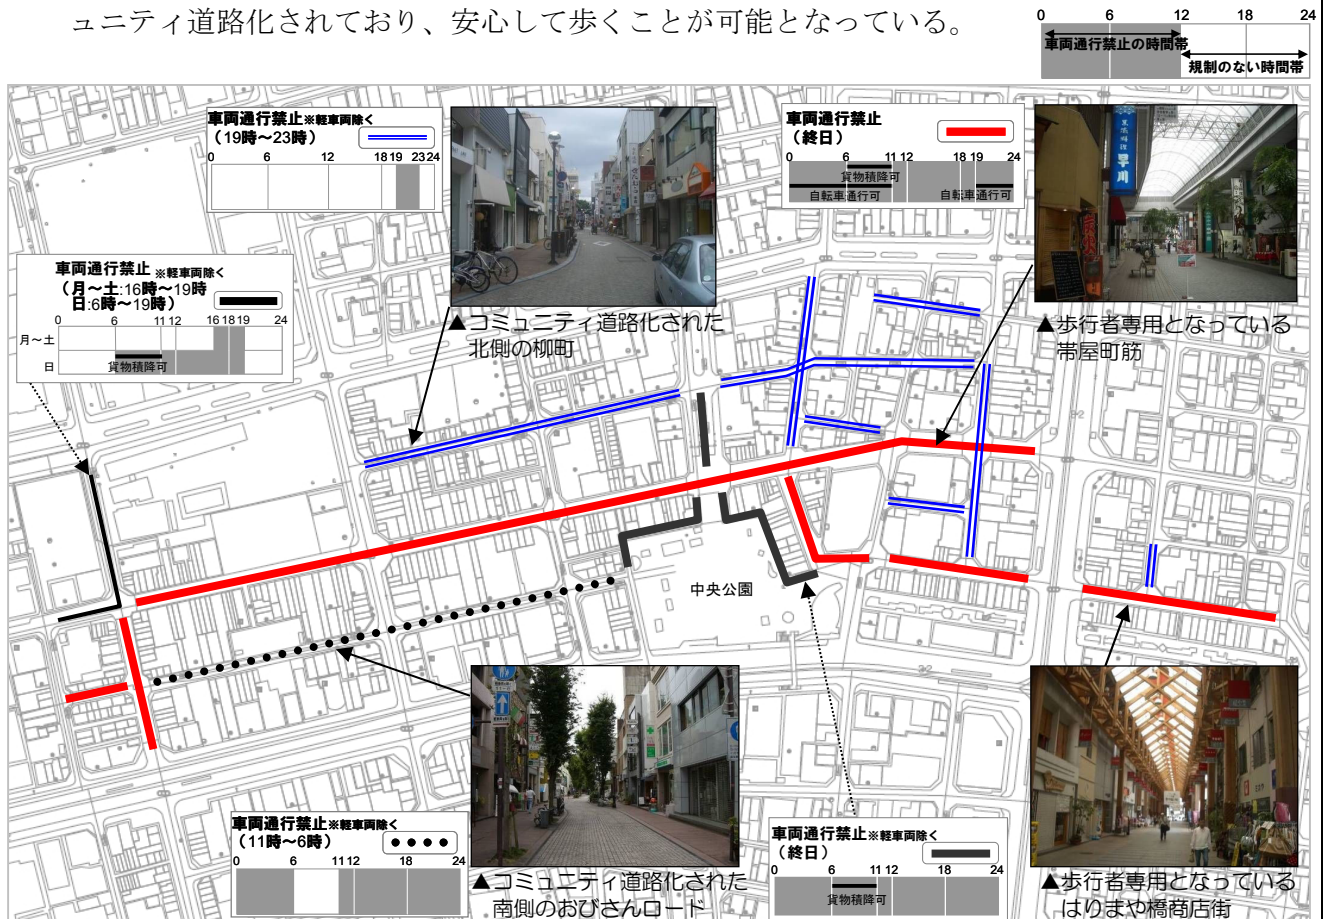 ュニティ道路化されており、安心して歩くことが可能となっている。
0 6 12 18 24
車両通行禁止の時間帯
規制のない時間帯
車両通行禁止※軽車両除く
（19時～23時）
0 6 12 18 19 23 24
車両通行禁止
（終日）
0 6 11 12 18 19 24
貨物積降可
自転車通行可 自転車通行可
早川
車両通行禁止 ※軽車両除く
（月～土:16時～19時
日:6時～19時）
0 6 11 12 16 18 19 24
月～土
日
貨物積降可
▲コミュニティ道路化された
北側の柳町
▲歩行者専用となっている
帯屋町筋
中央公園
車両通行禁止※軽車両除く
（11時～6時）
0 6 11 12 18 24
▲コミュニティ道路化された
南側のおびさんロード
車両通行禁止※軽車両除く
（終日）
0 6 11 12 18 24
貨物積降可
▲歩行者専用となっている
はりまや橋商店街